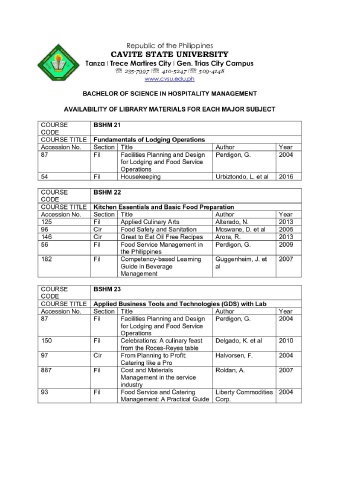 Republic of the Philippines
CAVITE STATE UNIVERSITY
Tanza | Trece Martires City | Gen. Trias City Campus
☏ 235-7997 ☏ 410-5247 ☏ 509-4148
www.cvsu.edu.ph
BACHELOR OF SCIENCE IN HOSPITALITY MANAGEMENT
AVAILABILITY OF LIBRARY MATERIALS FOR EACH MAJOR SUBJECT
COURSE CODE BSHM 21
COURSE TITLE Fundamentals of Lodging Operations
Accession No. Section Title Author Year
87 Fil Facilities Planning and Design Perdigon, G. 2004
for Lodging and Food Service
Operations
54 Fil Housekeeping Urbiztondo, L. et al 2016
COURSE CODE BSHM 22
COURSE TITLE Kitchen Essentials and Basic Food Preparation
Accession No. Section Title Author Year
125 Fil Applied Culinary Arts Alterado, N. 2013
96 Cir Food Safety and Sanitation Mcswane, D. et al 2006
146 Cir Great to Eat Oil Free Recipes Arora, R. 2013
56 Fil Food Service Management in Perdigon, G. 2009
the Philippines
182 Fil Competency-based Learning Guggenheim, J. et al 2007
Guide in Beverage
Management
COURSE CODE BSHM 23
COURSE TITLE Applied Business Tools and Technologies (GDS) with Lab
Accession No. Section Title Author Year
87 Fil Facilities Planning and Design Perdigon, G. 2004
for Lodging and Food Service
Operations
150 Fil Celebrations: A culinary feast Delgado, K. et al 2010
from the Roces-Reyes table
97 Cir From Planning to Profit: Halvorsen, F. 2004
Catering like a Pro
887 Fil Cost and Materials Roldan, A. 2007
Management in the service
industry
93 Fil Food Service and Catering Liberty Commodities 2004
Management: A Practical Guide Corp.